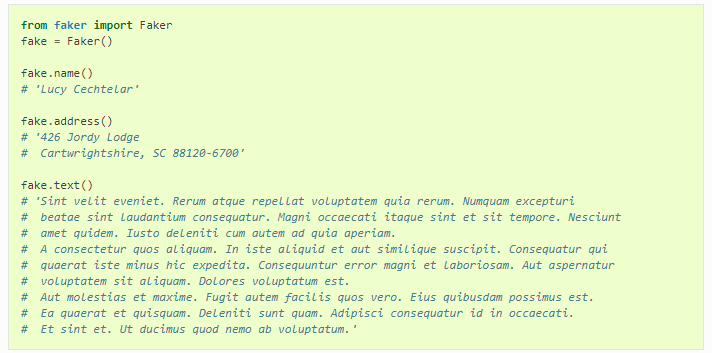 from faker import Faker
fake = Faker()

fake.name()
# 'Lucy Cechtelar'

fake.address()
# '426 Jordy Lodge
#  Cartwrightshire, SC 88120-6700'

fake.text()
# 'Sint velit eveniet. Rerum atque repellat voluptatem quia rerum. Numquam excepturi
#  beatae sint laudantium consequatur. Magni occaecati itaque sint et sit tempore. Nesciunt
#  amet quidem. Iusto deleniti cum autem ad quia aperiam.
#  A consectetur quos aliquam. In iste aliquid et aut similique suscipit. Consequatur qui
#  quaerat iste minus hic expedita. Consequuntur error magni et laboriosam. Aut aspernatur
#  voluptatem sit aliquam. Dolores voluptatum est.
#  Aut molestias et maxime. Fugit autem facilis quos vero. Eius quibusdam possimus est.
#  Ea quaerat et quisquam. Deleniti sunt quam. Adipisci consequatur id in occaecati.
#  Et sint et. Ut ducimus quod nemo ab voluptatum.'